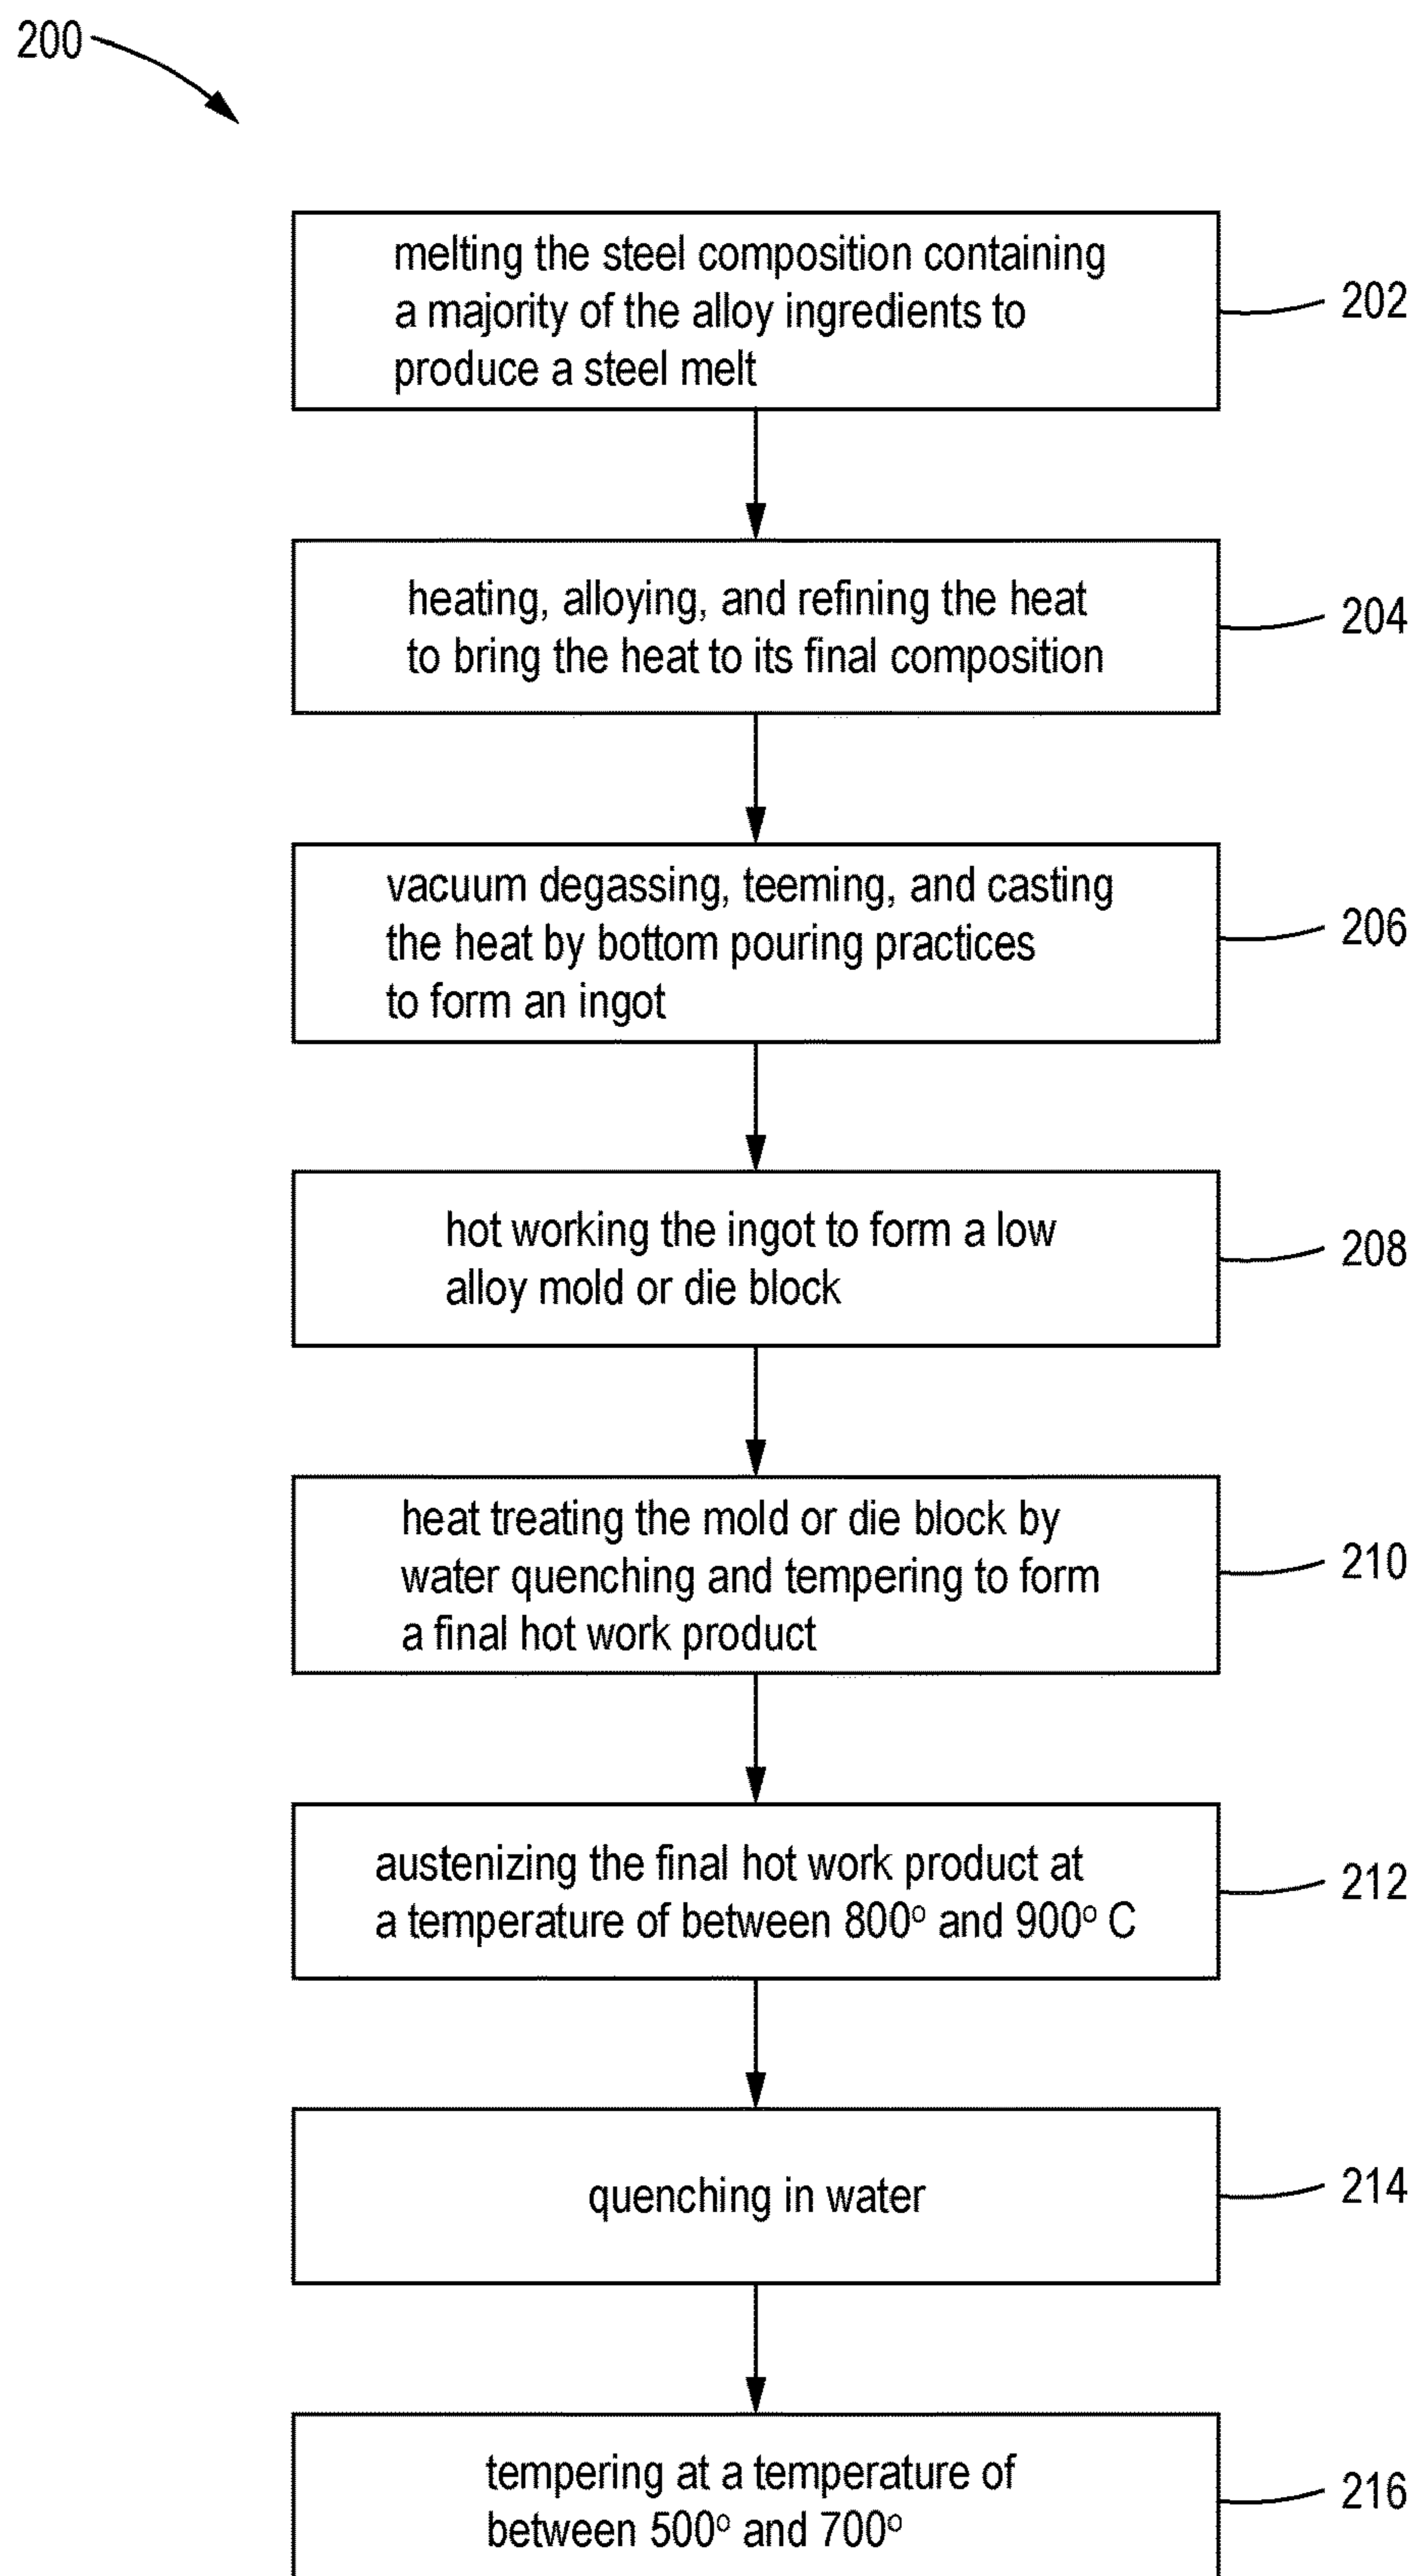 200
melting the steel composition containing
a majority of the alloy ingredients to
produce a steel melt
202
heating, alloying, and refining the heat
to bring the heat to its final composition
204
vacuum degassing, teeming, and casting
the heat by bottom pouring practices
to form an ingot
206
hot working the ingot to form a low
alloy mold or die block
208
heat treating the mold or die block by
water quenching and tempering to form
a final hot work product
210
austenizing the final hot work product at
a temperature of between 800º and 900º C
212
quenching in water
214
tempering at a temperature of
between 500º and 700º
216